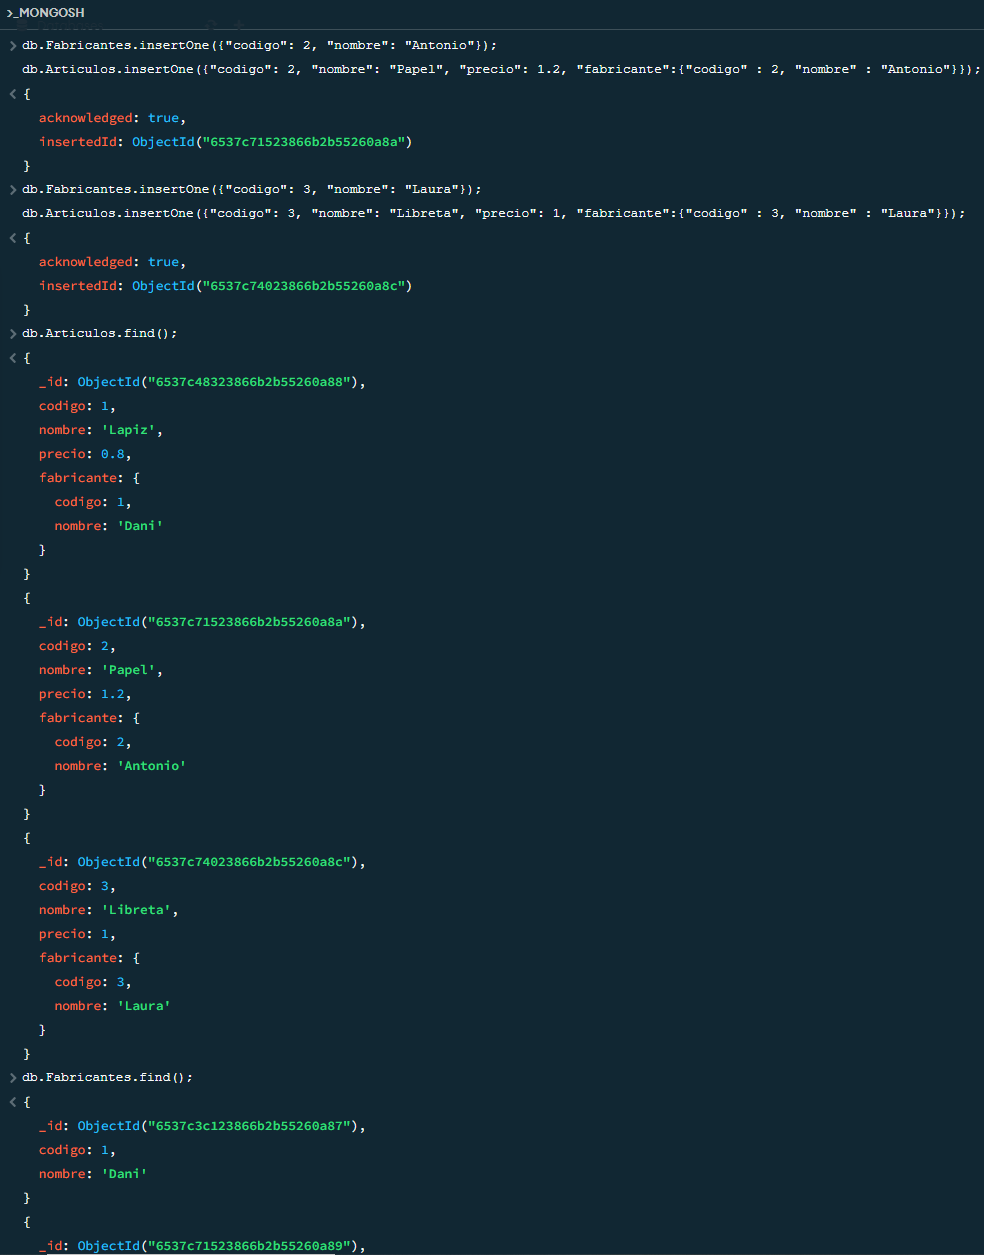 >_MONGOSH
> db.Fabricantes.insertOne({"codigo": 2, "nombre": "Antonio"});
db.Articulos.insertOne({"codigo": 2, "nombre": "Papel", "precio": 1.2, "fabricante":{"codigo" : 2, "nombre" : "Antonio"}});
< {
acknowledged: true,
insertedId: ObjectId("6537c71523866b2b55260a8a")
}
> db.Fabricantes.insertOne({"codigo": 3, "nombre": "Laura"});
db.Articulos.insertOne({"codigo": 3, "nombre": "Libreta", "precio": 1, "fabricante":{"codigo" : 3, "nombre" : "Laura"}});
< {
acknowledged: true,
insertedId: ObjectId("6537c74023866b2b55260a8c")
}
> db.Articulos.find();
< {
_id: ObjectId("6537c48323866b2b55260a88"),
codigo: 1,
nombre: 'Lapiz',
precio: 0.8,
fabricante: {
codigo: 1,
nombre: 'Dani'
}
}
{
_id: ObjectId("6537c71523866b2b55260a8a"),
codigo: 2,
nombre: 'Papel',
precio: 1.2,
fabricante: {
codigo: 2,
nombre: 'Antonio'
}
}
{
_id: ObjectId("6537c74023866b2b55260a8c"),
codigo: 3,
nombre: 'Libreta',
precio: 1,
fabricante: {
codigo: 3,
nombre: 'Laura'
}
}
> db.Fabricantes.find();
< {
_id: ObjectId("6537c3c123866b2b55260a87"),
codigo: 1,
nombre: 'Dani'
}
{
_id: ObjectId("6537c71523866b2b55260a89"),